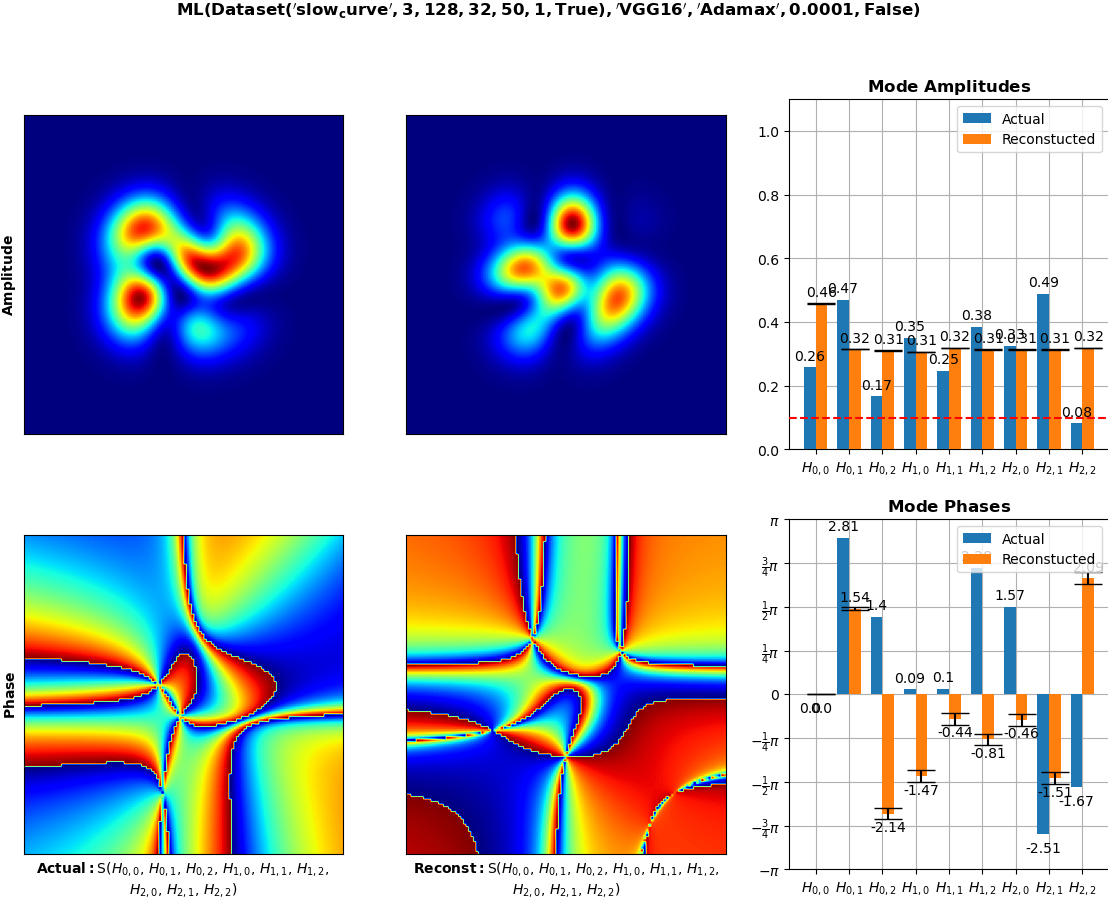 ML(Dataset('slow_curve', 3, 128, 32, 50, 1, True), 'VGG16', 'Adamax', 0.0001, False)
Amplitude
Mode Amplitudes
Actual
Reconstucted
1.0
0.8
0.6
0.4
0.2
0.0
0.26 0.47 0.17 0.35 0.25 0.38 0.33 0.49 0.08
0.46 0.32 0.31 0.31 0.32 0.31 0.31 0.31 0.32
H0,0 H0,1 H0,2 H1,0 H1,1 H1,2 H2,0 H2,1 H2,2
Phase
Actual: S(H0,0, H0,1, H0,2, H1,0, H1,1, H1,2,
H2,0, H2,1, H2,2)
Reconst: S(H0,0, H0,1, H0,2, H1,0, H1,1, H1,2,
H2,0, H2,1, H2,2)
Mode Phases
Actual
Reconstucted
π
3/4π
1/2π
1/4π
0
−1/4π
−1/2π
−3/4π
−π
0.0 2.81 1.4 0.09 0.1 1.57 -2.51 -1.67
0.0 1.54 -2.14 -1.47 -0.44 -0.81 -0.46 -1.51
H0,0 H0,1 H0,2 H1,0 H1,1 H1,2 H2,0 H2,1 H2,2